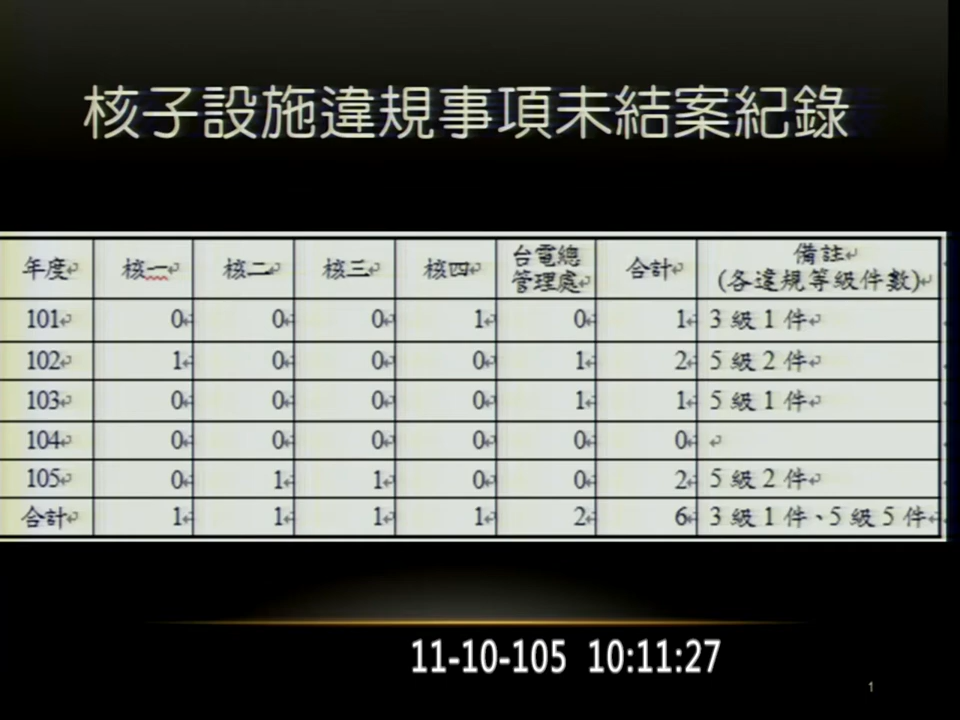 核子設施違規事項未結案紀錄
年度 核一 核二 核三 核四 台電總管理處 合計 備註(各違規等級件數)
101 0 0 0 1 0 1 3 級 1 件
102 1 0 0 0 1 2 5 級 2 件
103 0 0 0 0 1 1 5 級 1 件
104 0 0 0 0 0 0
105 0 1 1 0 0 2 5 級 2 件
合計 1 1 1 1 2 6 3 級 1 件、5 級 5 件
11-10-105 10:11:27
1